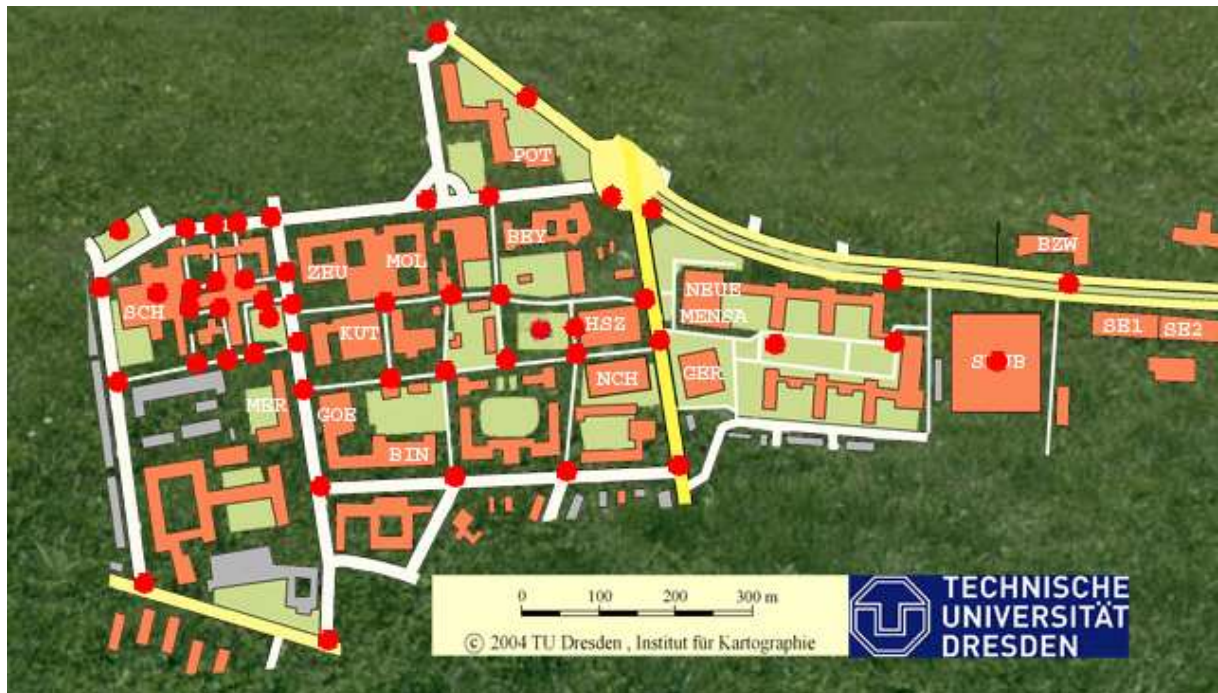 POT
BEY
BZW
ZEU
MOL
SCH
NEUE
MENSA
KUT
HSZ
SE1
SE2
NCH
GER
MER
GOE
BIN
0 100 200 300 m
© 2004 TU Dresden , Institut für Kartographie
TECHNISCHE
UNIVERSITÄT
DRESDEN